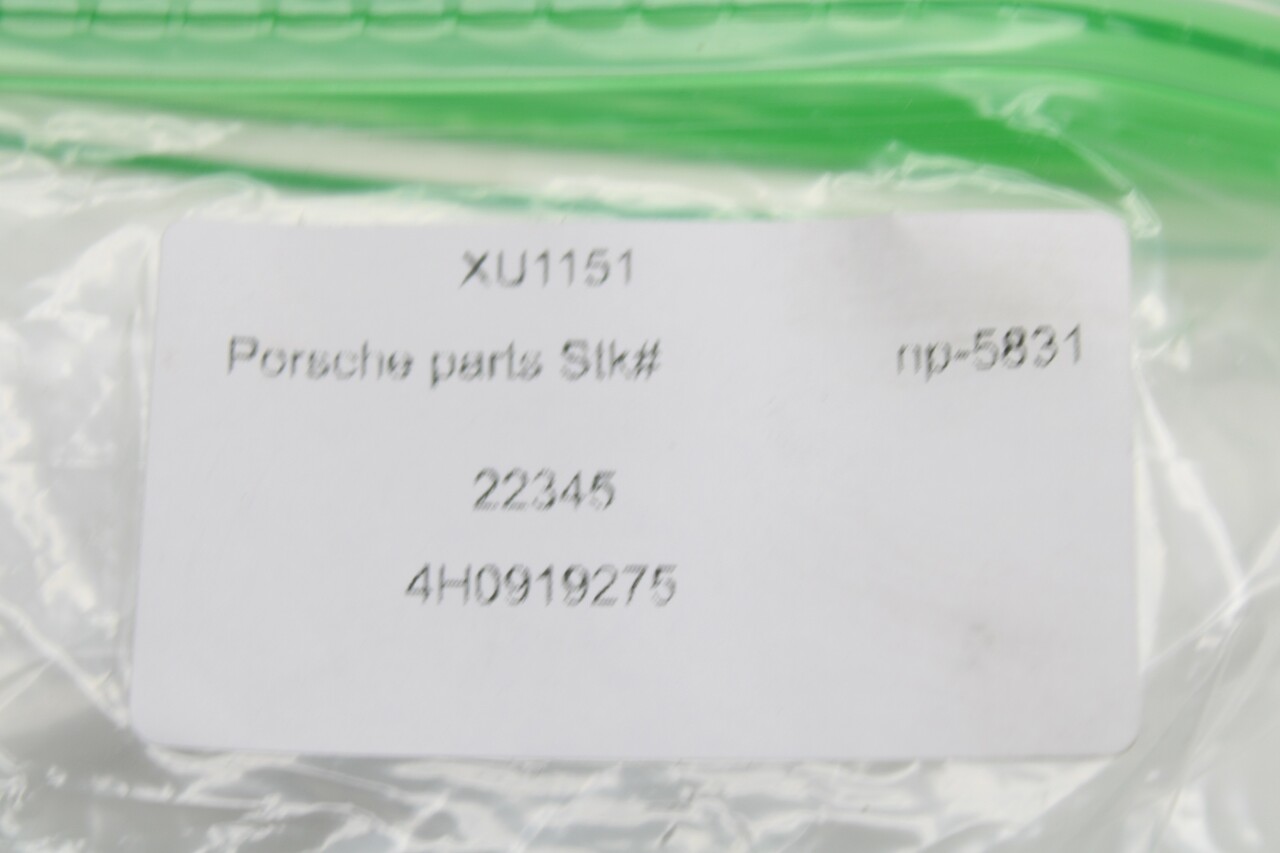 XU1151
Porsche parts Stk# np-5831
22345
4H0919275